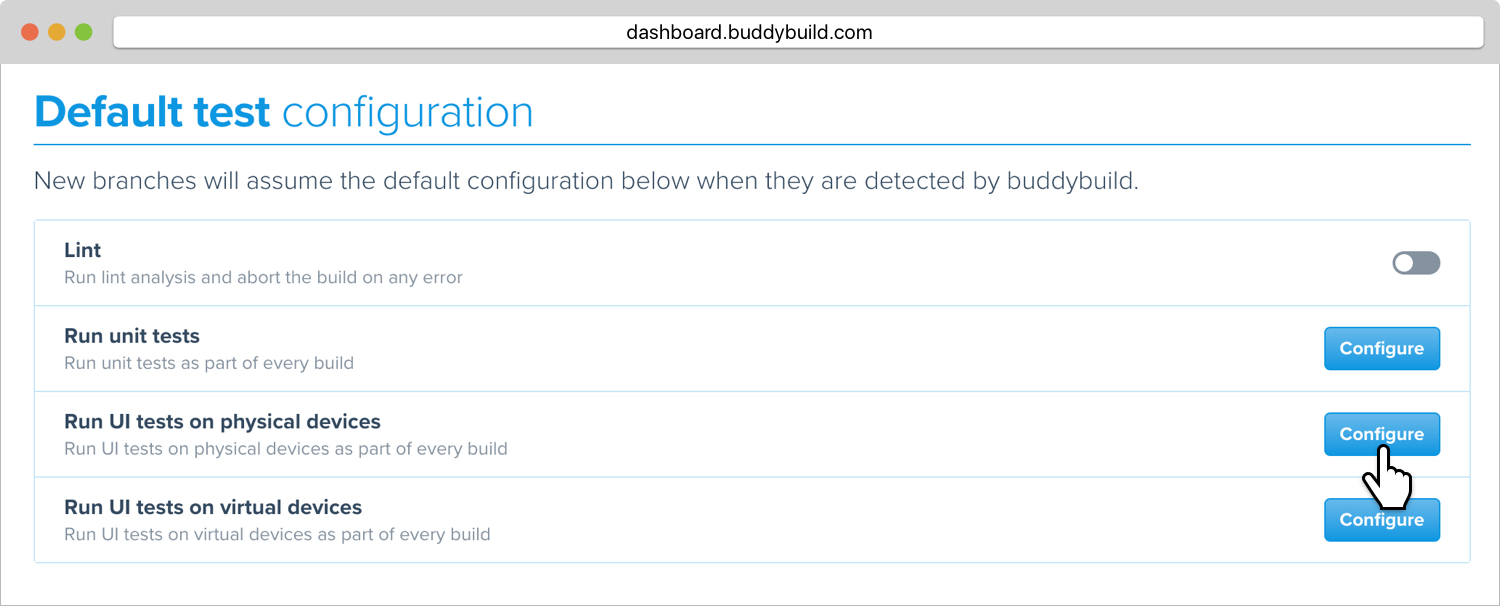 dashboard.buddybuild.com
Default test configuration
New branches will assume the default configuration below when they are detected by buddybuild.
Lint
Run lint analysis and abort the build on any error
Run unit tests
Run unit tests as part of every build
Configure
Run UI tests on physical devices
Run UI tests on physical devices as part of every build
Configure
Run UI tests on virtual devices
Run UI tests on virtual devices as part of every build
Configure